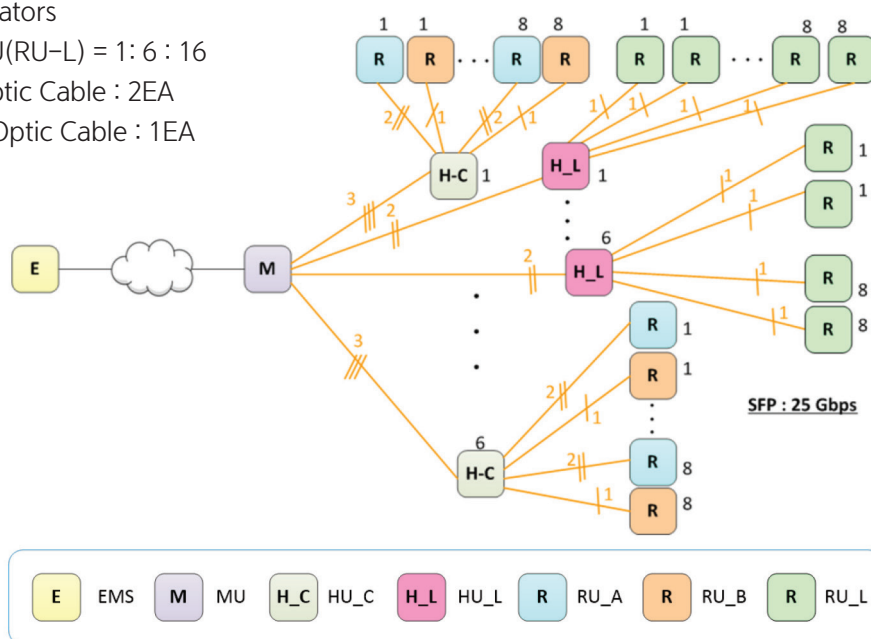 ators
J(RU-L) = 1: 6 : 16
ptic Cable : 2EA
Optic Cable : 1EA
1 1 8 8 1 1 8 8
R R ... R R R R ... R R
2 1 2 1 1 1 1 1
H-C 1 H_L 1
3 2
R 1
1
1 R 1
6
E M 2 H_L
1 R 8
1 R 8
3
R 1
2 R 1
1
SFP : 25 Gbps
6
H-C 2 R 8
1 R 8
E EMS M MU H_C HU_C H_L HU_L R RU_A R RU_B R RU_L